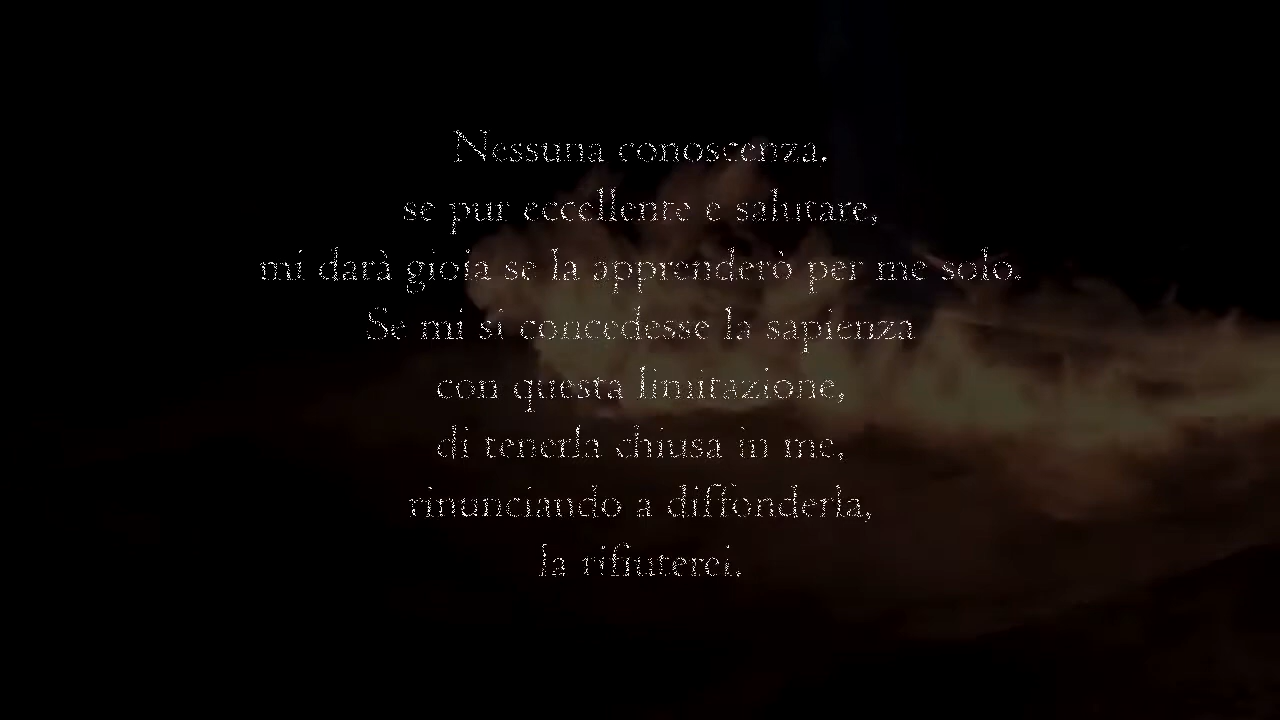 Nessuna conoscenza.
se pur eccellente e salutare,
mi darà gioia se la apprenderò per me solo.
Se mi si concedesse la sapienza
con questa limitazione,
di tenerla chiusa in me,
rinunciando a diffonderla,
la rifiuterei.